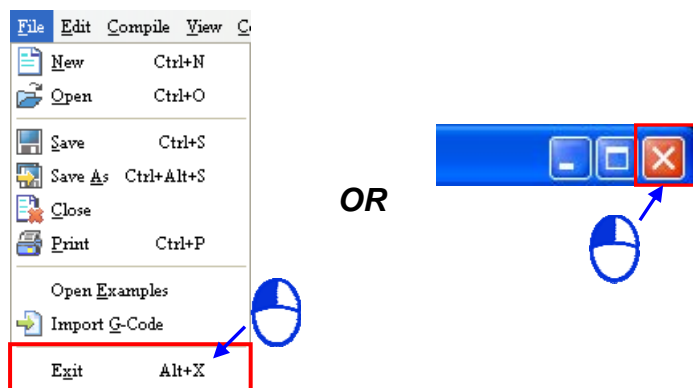 File Edit Compile View
New Ctrl+N
Open Ctrl+O
Save Ctrl+S
Save As Ctrl+Alt+S
Close
Print Ctrl+P
Open Examples
Import G-Code
Exit Alt+X
OR